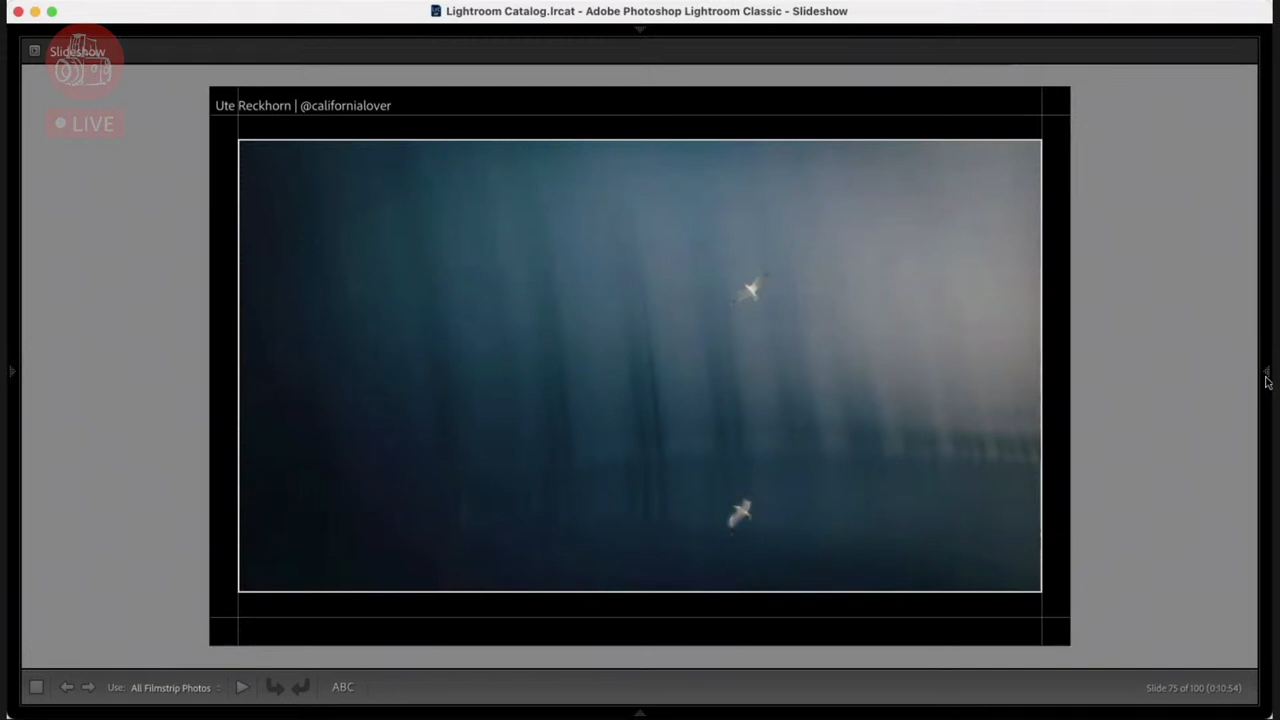 Lightroom Catalog.lrcat - Adobe Photoshop Lightroom Classic - Slideshow
Slideshow
LIVE
Ute Reckhorn | @californialover
Use: All Filmstrip Photos
ABC
Slide 75 of 100 (0:10:54)